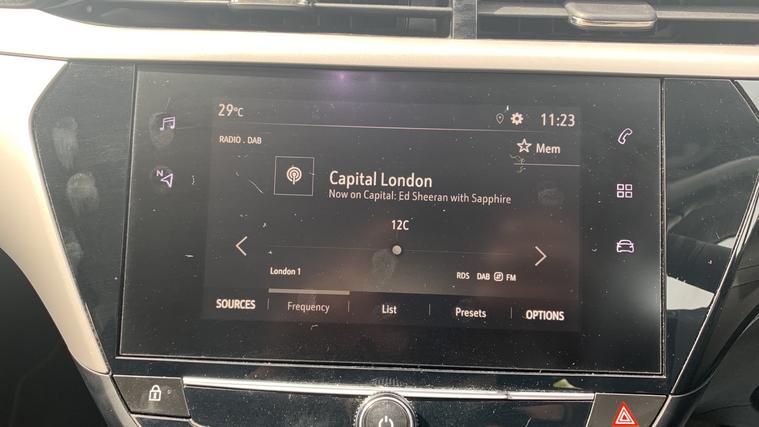 29°C
11:23
RADIO . DAB
Mem
Capital London
Now on Capital: Ed Sheeran with Sapphire
N
12C
London 1
RDS DAB FM
SOURCES Frequency List Presets OPTIONS